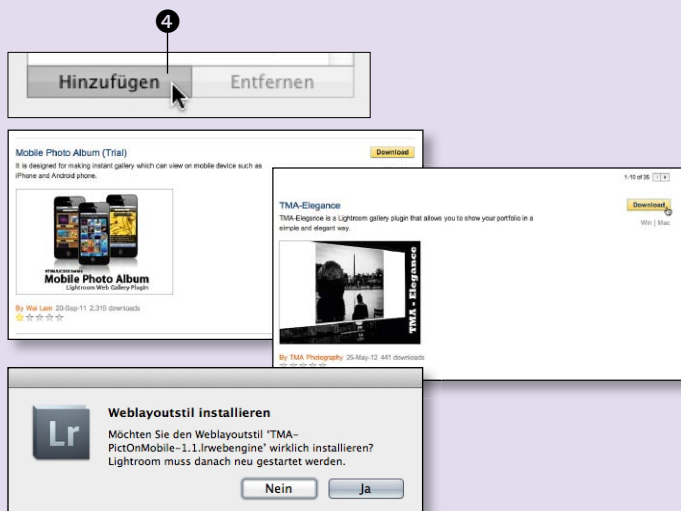 4
Hinzufügen Entfernen
Mobile Photo Album (Trial)
Download
It is designed for making instant gallery which can view on mobile device such as
iPhone and Android phone.
Mobile Photo Album
Lightroom Web Gallery Plugin
By Wai Lam 20-Sep-11 2,315 downloads
1-10 of 35
TMA-Elegance
Download
TMA-Elegance is a Lightroom gallery plugin that allows you to show your portfolio in a
simple and elegant way.
Win | Mac
TMA - Elegance
By TMA Photography 25-May-12 441 downloads
Lr
Weblayoutstil installieren
Möchten Sie den Weblayoutstil "TMA-
PictOnMobile-1.1.lrwebengine" wirklich installieren?
Lightroom muss danach neu gestartet werden.
Nein Ja